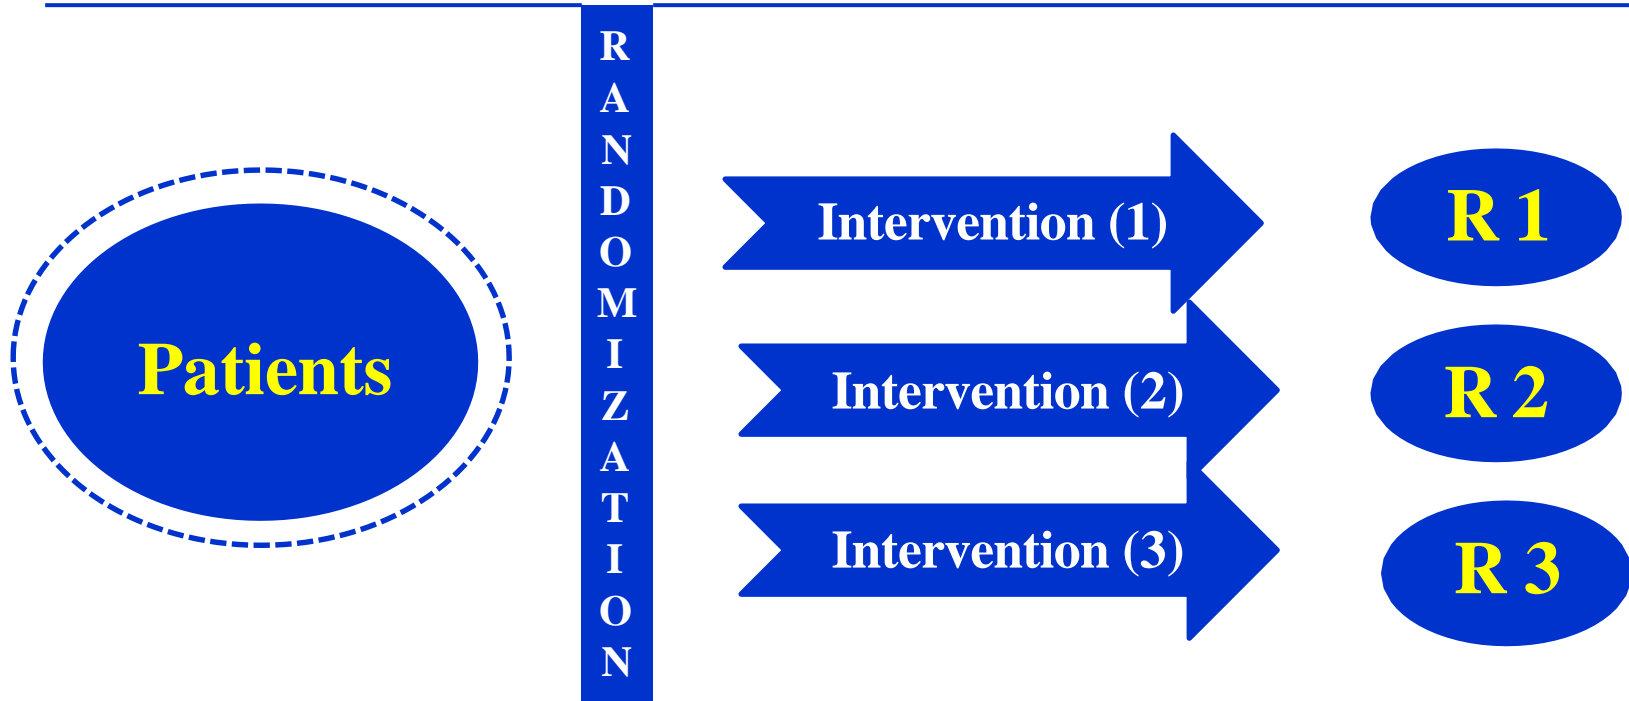 Patients
R
A
N
D
O
M
I
Z
A
T
I
O
N
Intervention (1)
R 1
Intervention (2)
R 2
Intervention (3)
R 3